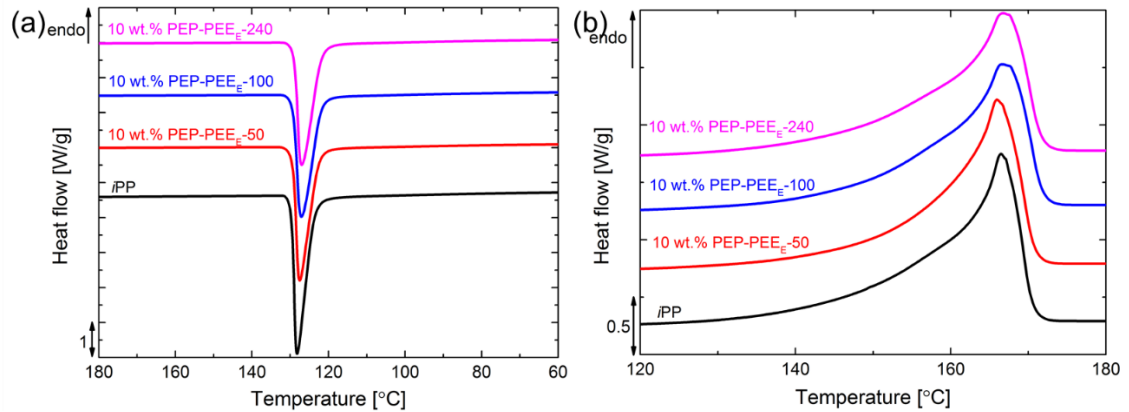 (a)
endo
10 wt.% PEP-PEE_E-240
10 wt.% PEP-PEE_E-100
10 wt.% PEP-PEE_E-50
iPP
Heat flow [W/g]
1
180 160 140 120 100 80 60
Temperature [°C]
(b)
endo
10 wt.% PEP-PEE_E-240
10 wt.% PEP-PEE_E-100
10 wt.% PEP-PEE_E-50
iPP
Heat flow [W/g]
0.5
120 140 160 180
Temperature [°C]